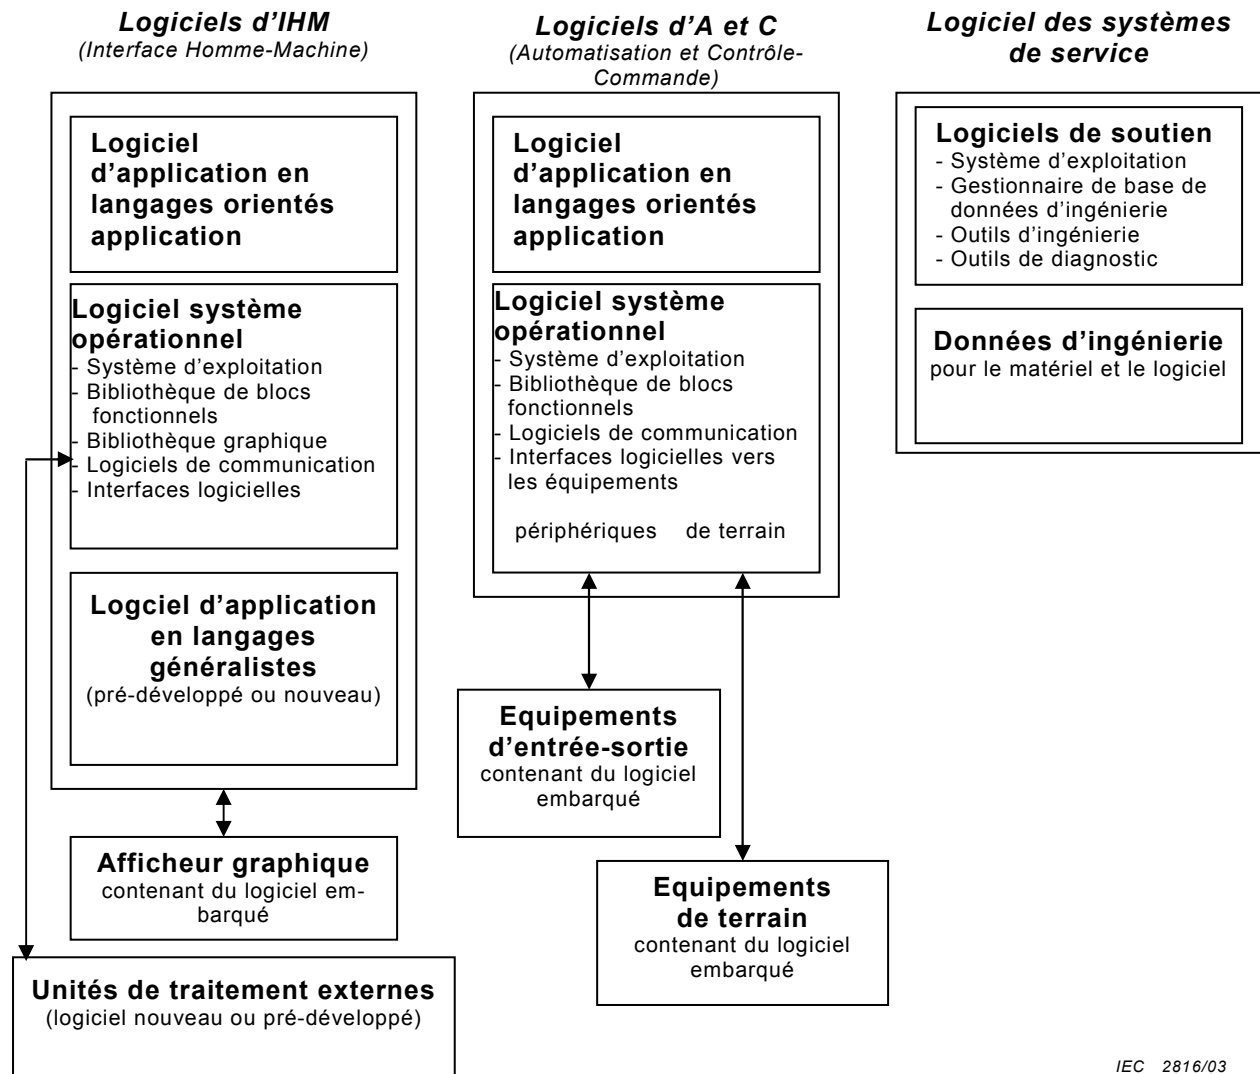 Logiciels d'IHM
(Interface Homme-Machine)
Logiciel
d'application en
langages orientés
application
Logiciel système
opérationnel
- Système d'exploitation
- Bibliothèque de blocs
fonctionnels
- Bibliothèque graphique
- Logiciels de communication
- Interfaces logicielles
Logciel d'application
en langages
généralistes
(pré-développé ou nouveau)
Afficheur graphique
contenant du logiciel em-
barqué
Unités de traitement externes
(logiciel nouveau ou pré-développé)
Logiciels d'A et C
(Automatisation et Contrôle-
Commande)
Logiciel
d'application en
langages orientés
application
Logiciel système
opérationnel
- Système d'exploitation
- Bibliothèque de blocs
fonctionnels
- Logiciels de communication
- Interfaces logicielles vers
les équipements
périphériques de terrain
Equipements
d'entrée-sortie
contenant du logiciel
embarqué
Equipements
de terrain
contenant du logiciel
embarqué
Logiciel des systèmes
de service
Logiciels de soutien
- Système d'exploitation
- Gestionnaire de base de
données d'ingénierie
- Outils d'ingénierie
- Outils de diagnostic
Données d'ingénierie
pour le matériel et le logiciel
IEC 2816/03